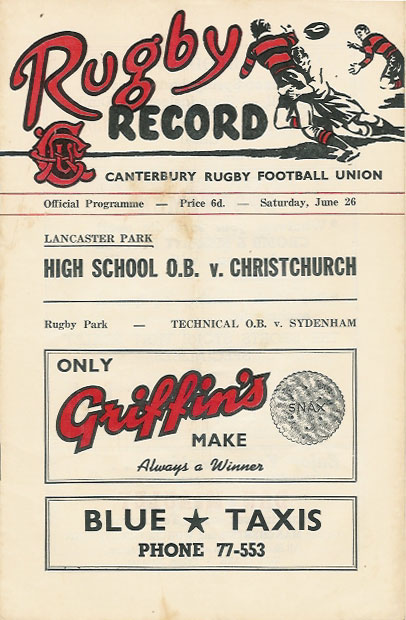 Rugby
RECORD
CRU
CANTERBURY RUGBY FOOTBALL UNION
Official Programme — Price 6d. — Saturday, June 26
LANCASTER PARK
HIGH SCHOOL O.B. v. CHRISTCHURCH
Rugby Park — TECHNICAL O.B. v. SYDENHAM
ONLY
Griffin's
SNAX
MAKE
Always a Winner
BLUE ★ TAXIS
PHONE 77-553